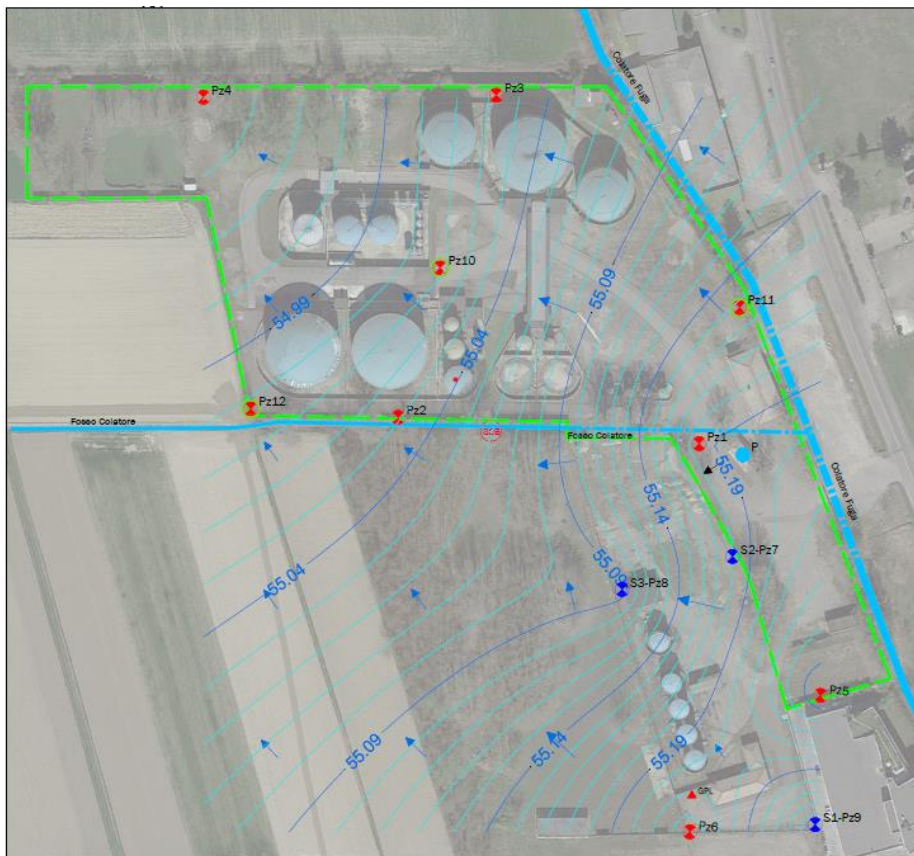 Colatore Fuga
Pz4
Pz3
Pz10
55.09
Pz11
54.99
55.04
Pz12
Pz2
Fosso Colatore
Fosso Colatore
Pz1
P
55.19
55.14
S2-Pz7
Colatore Fuga
55.04
55.09
S3-Pz8
Pz5
55.09
55.14
55.19
GPL
Pz6
S1-Pz9